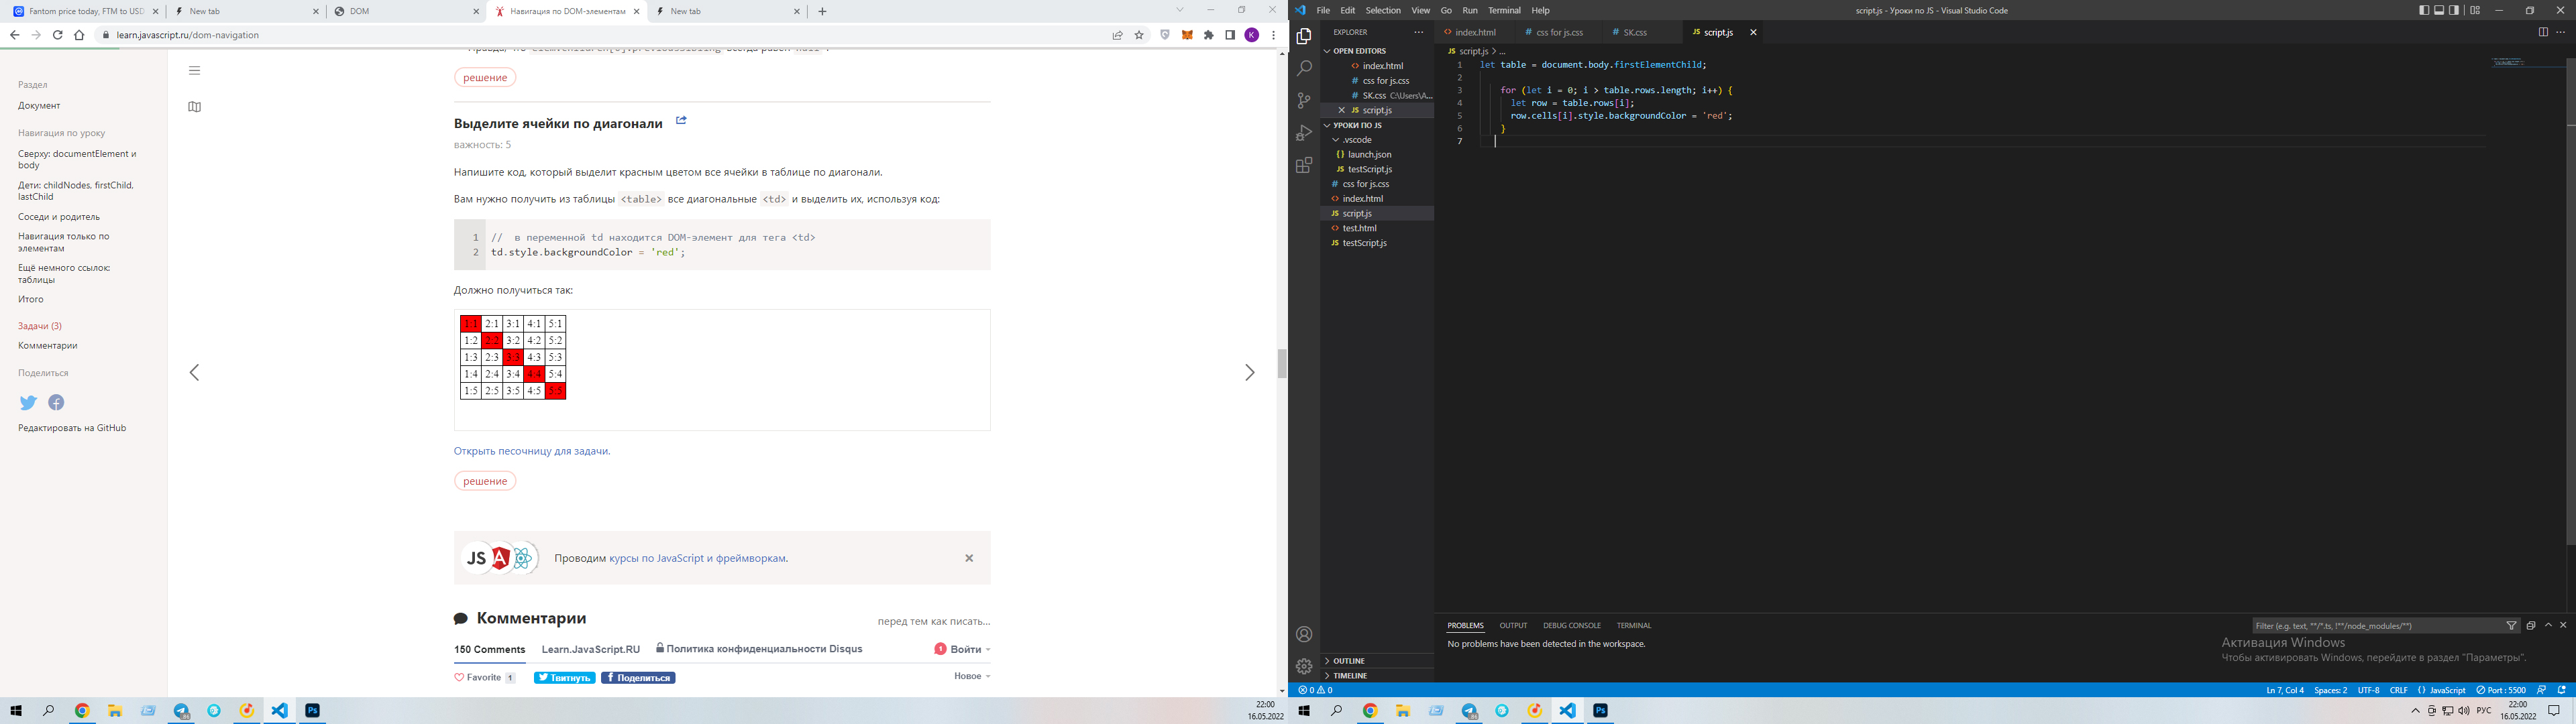 Fantom price today, FTM to USD
New tab
DOM
Навигация по DOM-элементам
New tab
learn.javascript.ru/dom-navigation
Раздел
Документ
Навигация по уроку
Сверху: documentElement и
body
Дети: childNodes, firstChild,
lastChild
Соседи и родитель
Навигация только по
элементам
Ещё немного ссылок:
таблицы
Итого
Задачи (3)
Комментарии
Поделиться
Редактировать на GitHub
решение
Выделите ячейки по диагонали
важность: 5
Напишите код, который выделит красным цветом все ячейки в таблице по диагонали.
Вам нужно получить из таблицы <table> все диагональные <td> и выделить их, используя код:
1 // в переменной td находится DOM-элемент для тега <td>
2 td.style.backgroundColor = 'red';
Должно получиться так:
1:1 2:1 3:1 4:1 5:1
1:2 2:2 3:2 4:2 5:2
1:3 2:3 3:3 4:3 5:3
1:4 2:4 3:4 4:4 5:4
1:5 2:5 3:5 4:5 5:5
Открыть песочницу для задачи.
решение
JS
Проводим курсы по JavaScript и фреймворкам.
Комментарии
перед тем как писать...
150 Comments Learn.JavaScript.RU Политика конфиденциальности Disqus 1 Войти
Favorite 1 Твитнуть Поделиться Новое
22:00
16.05.2022
File Edit Selection View Go Run Terminal Help
script.js - Уроки по JS - Visual Studio Code
EXPLORER
OPEN EDITORS
index.html
css for js.css
SK.css C:\Users\A...
JS script.js
УРОКИ ПО JS
.vscode
launch.json
JS testScript.js
# css for js.css
<> index.html
JS script.js
<> test.html
JS testScript.js
OUTLINE
TIMELINE
index.html
# css for js.css
# SK.css
JS script.js
JS script.js > ...
1 let table = document.body.firstElementChild;
2
3 for (let i = 0; i > table.rows.length; i++) {
4 let row = table.rows[i];
5 row.cells[i].style.backgroundColor = 'red';
6 }
7
PROBLEMS OUTPUT DEBUG CONSOLE TERMINAL
Filter (e.g. text, **/*.ts, !**/node_modules/**)
No problems have been detected in the workspace.
Активация Windows
Чтобы активировать Windows, перейдите в раздел "Параметры".
0 0
Ln 7, Col 4 Spaces: 2 UTF-8 CRLF {} JavaScript Port : 5500
Ps
РУС
22:00
16.05.2022